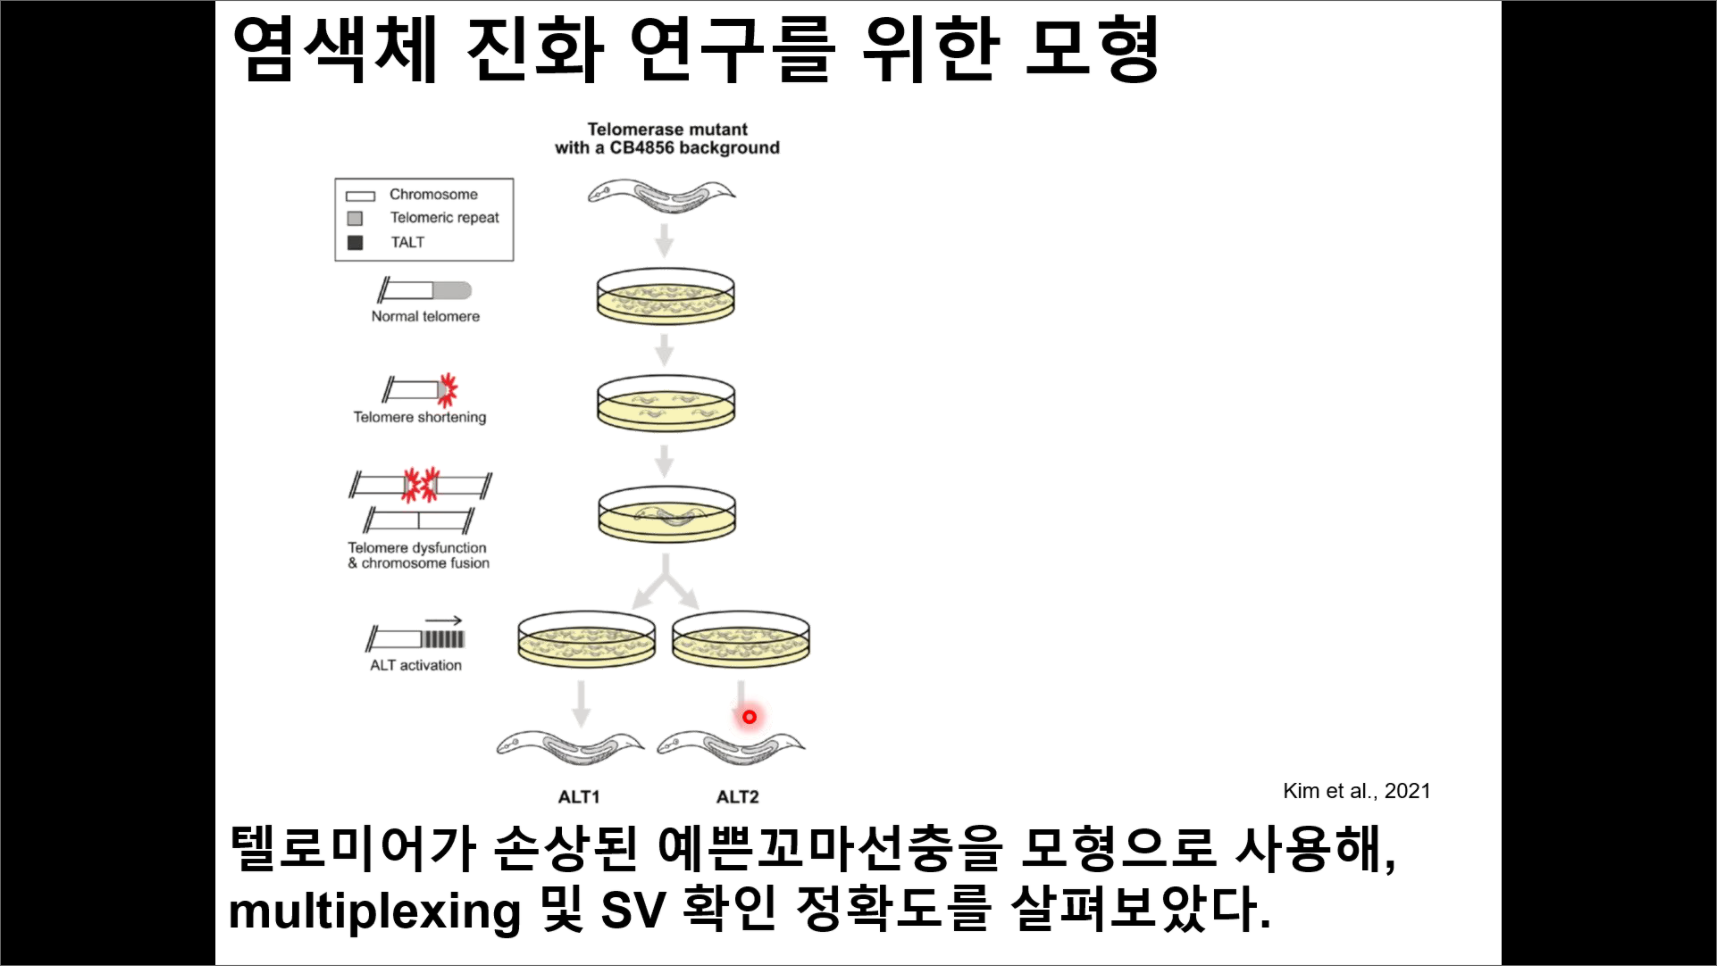 염색체 진화 연구를 위한 모형
Telomerase mutant
with a CB4856 background
Chromosome
Telomeric repeat
TALT
Normal telomere
Telomere shortening
Telomere dysfunction
& chromosome fusion
ALT activation
ALT1
ALT2
Kim et al., 2021
텔로미어가 손상된 예쁜꼬마선충을 모형으로 사용해,
multiplexing 및 SV 확인 정확도를 살펴보았다.